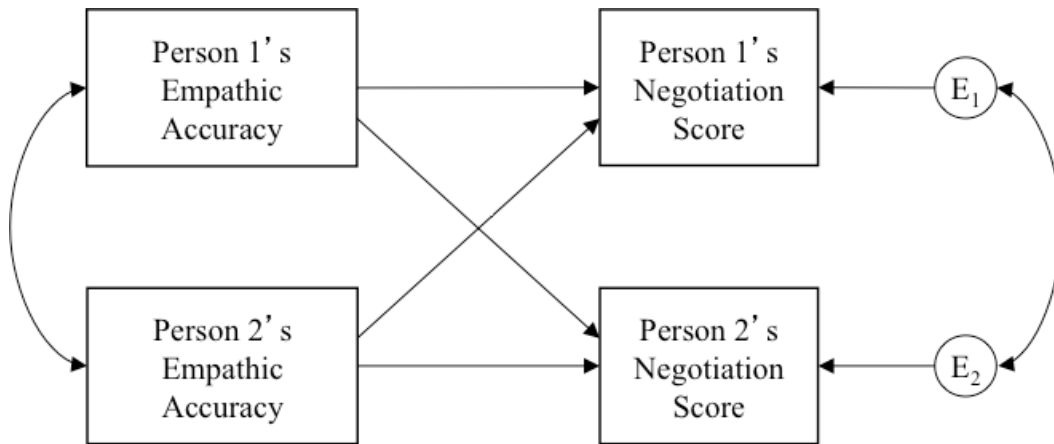 Person 1’s
Empathic
Accuracy
Person 1’s
Negotiation
Score
E₁
Person 2’s
Empathic
Accuracy
Person 2’s
Negotiation
Score
E₂